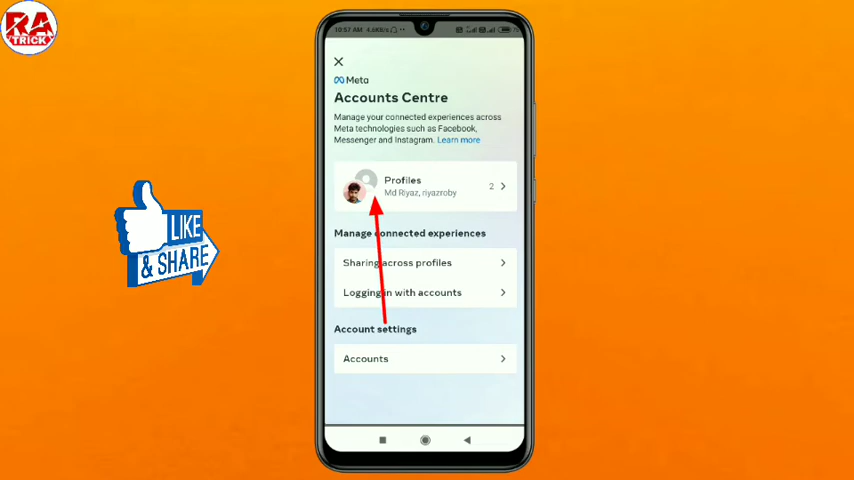 RA
TRICK
10:57 AM 4.6KB/s
Meta
Accounts Centre
Manage your connected experiences across
Meta technologies such as Facebook,
Messenger and Instagram. Learn more
Profiles
Md Riyaz, riyazroby
2
Manage connected experiences
Sharing across profiles
Logging in with accounts
Account settings
Accounts
LIKE
& SHARE